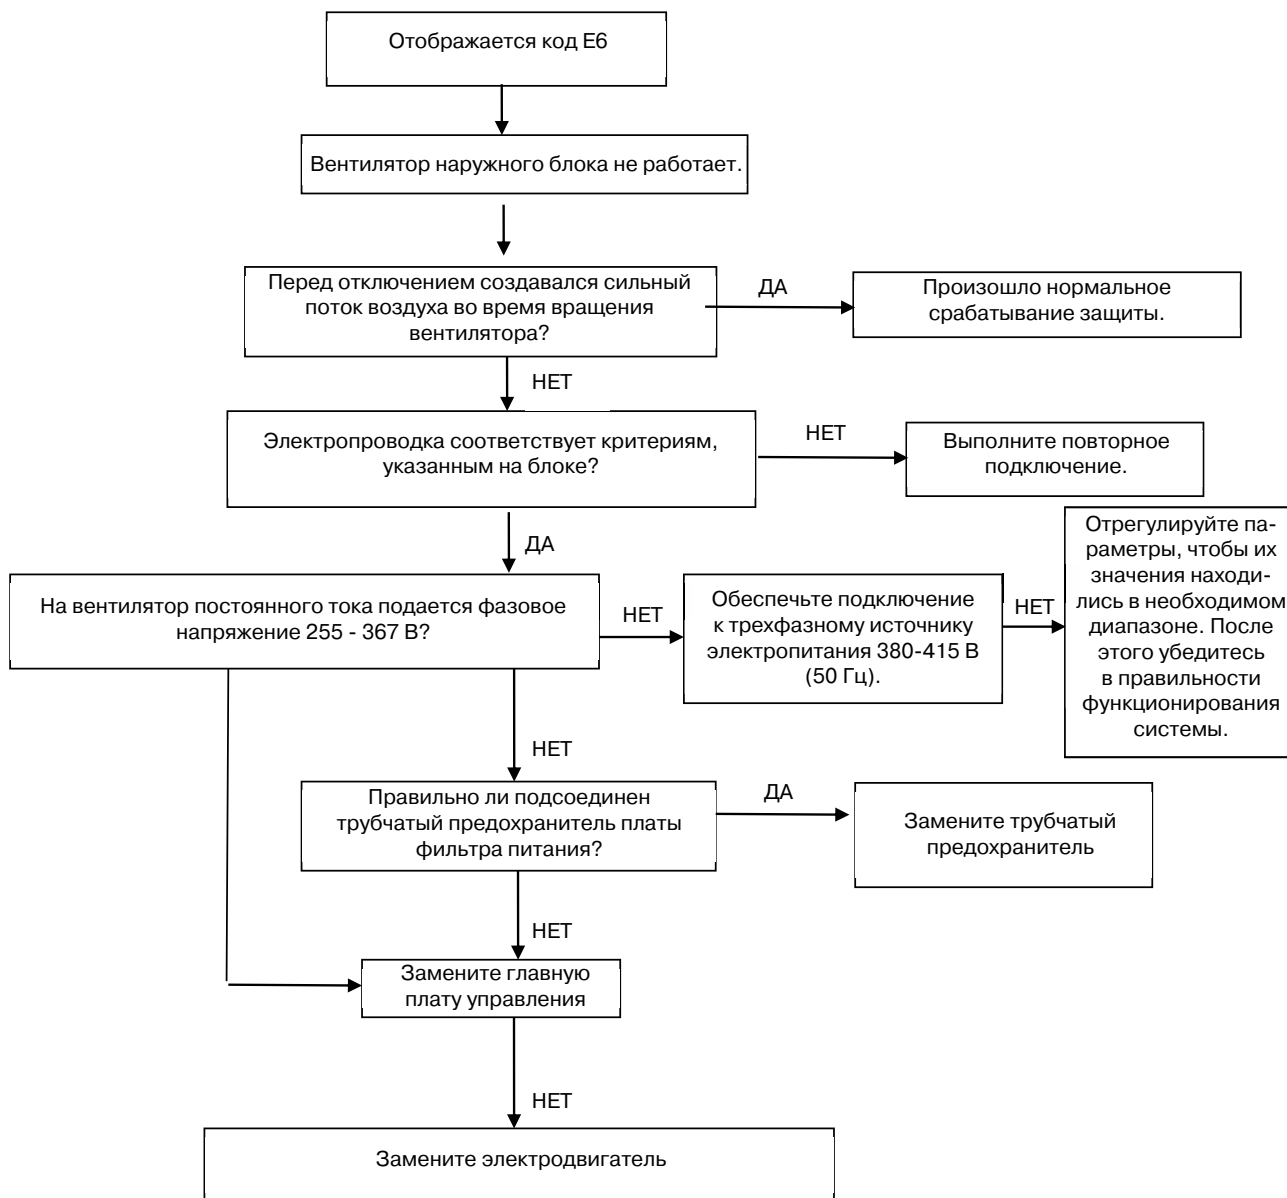 Отображается код E6
Вентилятор наружного блока не работает.
Перед отключением создавался сильный
поток воздуха во время вращения
вентилятора?
ДА
Произошло нормальное
срабатывание защиты.
НЕТ
Электропроводка соответствует критериям,
указанным на блоке?
НЕТ
Выполните повторное
подключение.
ДА
На вентилятор постоянного тока подается фазовое
напряжение 255 - 367 В?
НЕТ
Обеспечьте подключение
к трехфазному источнику
электропитания 380-415 В
(50 Гц).
НЕТ
Отрегулируйте па-
раметры, чтобы их
значения находи-
лись в необходимом
диапазоне. После
этого убедитесь
в правильности
функционирования
системы.
НЕТ
Правильно ли подсоединен
трубчатый предохранитель платы
фильтра питания?
ДА
Замените трубчатый
предохранитель
НЕТ
Замените главную
плату управления
НЕТ
Замените электродвигатель